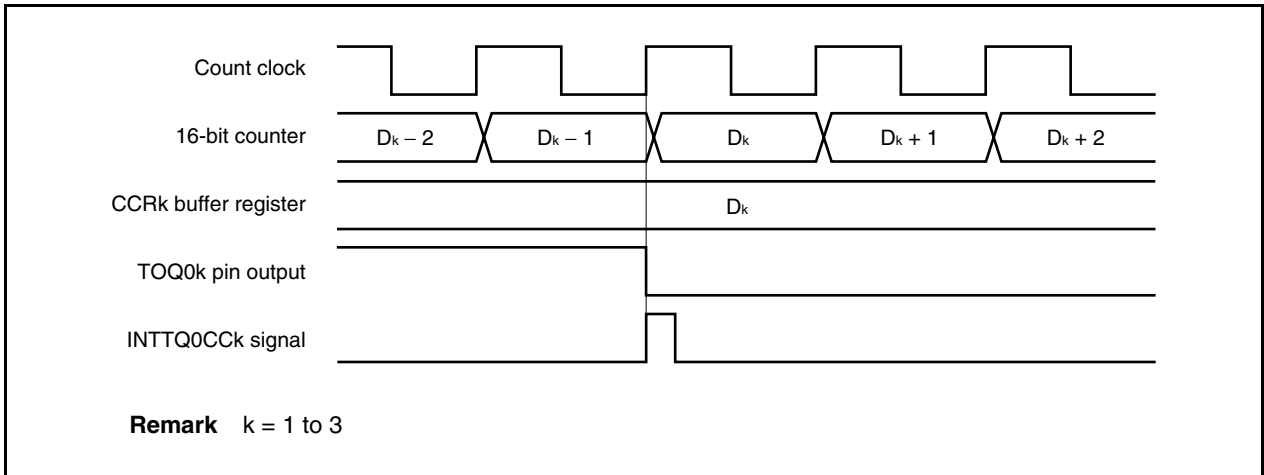 Count clock
16-bit counter Dk − 2 Dk − 1 Dk Dk + 1 Dk + 2
CCRk buffer register Dk
TOQ0k pin output
INTTQ0CCk signal
Remark k = 1 to 3